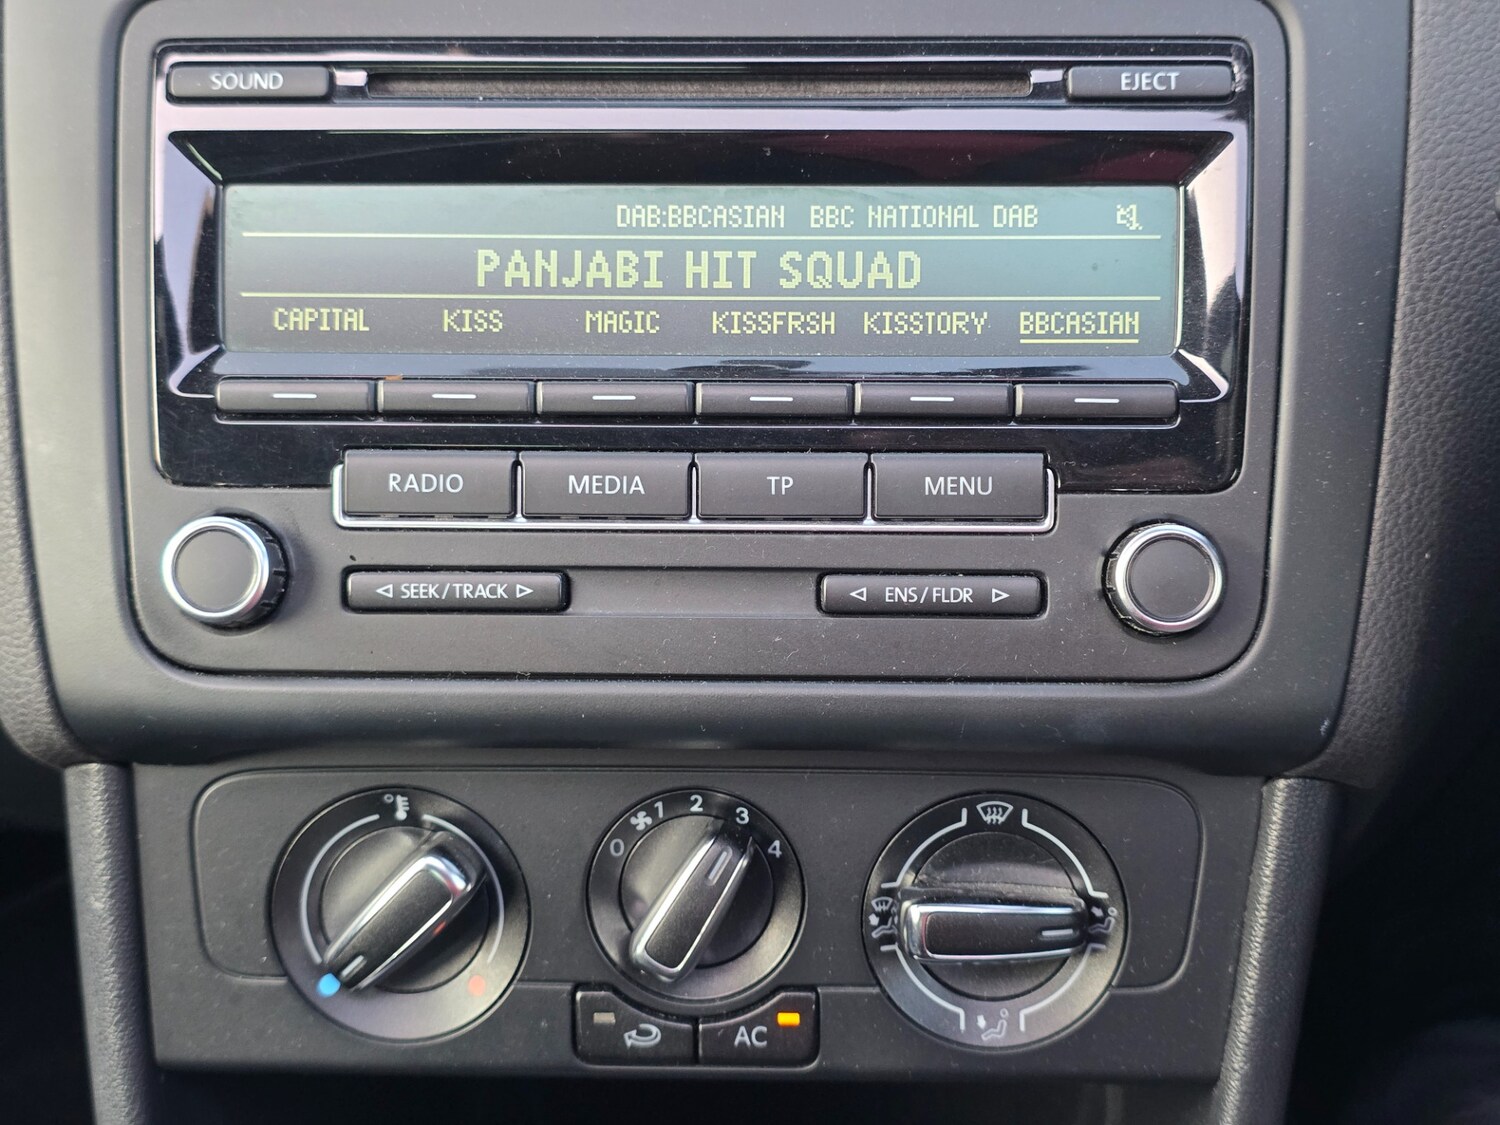 SOUND EJECT
DAB:BBCASIAN BBC NATIONAL DAB
PANJABI HIT SQUAD
CAPITAL KISS MAGIC KISSFRSH KISSTORY BBCASIAN
RADIO MEDIA TP MENU
SEEK/TRACK ENS/FLDR
0 1 2 3 4
AC